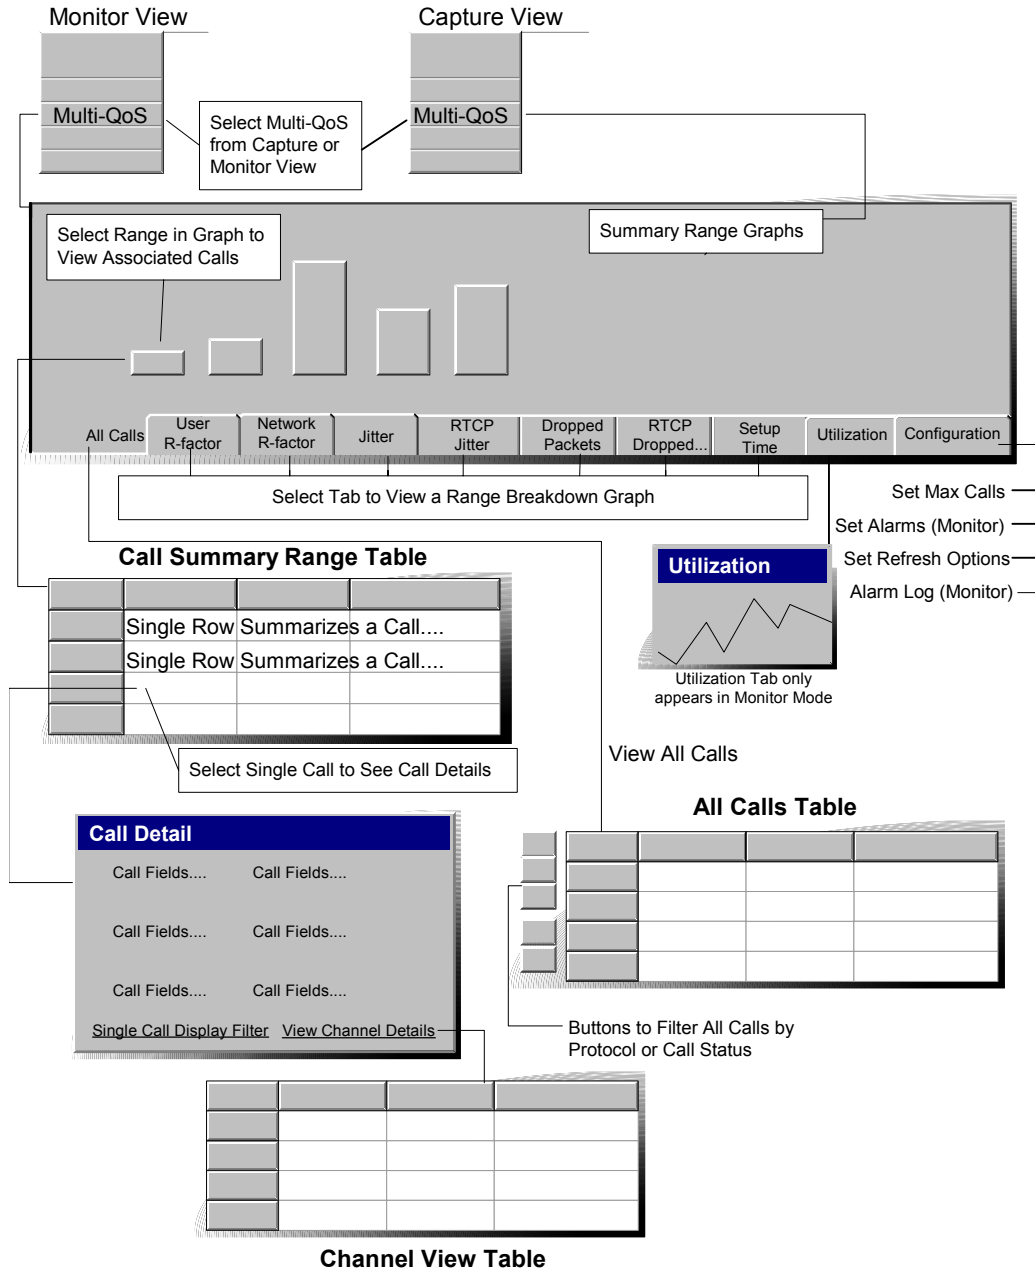 Monitor View
Capture View
Multi-QoS
Multi-QoS
Select Multi-QoS
from Capture or
Monitor View
Select Range in Graph to
View Associated Calls
Summary Range Graphs
All Calls
User
R-factor
Network
R-factor
Jitter
RTCP
Jitter
Dropped
Packets
RTCP
Dropped...
Setup
Time
Utilization
Configuration
Select Tab to View a Range Breakdown Graph
Set Max Calls
Set Alarms (Monitor)
Set Refresh Options
Alarm Log (Monitor)
Call Summary Range Table
Single Row Summarizes a Call....
Single Row Summarizes a Call....
Utilization
Utilization Tab only
appears in Monitor Mode
Select Single Call to See Call Details
View All Calls
All Calls Table
Call Detail
Call Fields.... Call Fields....
Call Fields.... Call Fields....
Call Fields.... Call Fields....
Single Call Display Filter View Channel Details
Buttons to Filter All Calls by
Protocol or Call Status
Channel View Table